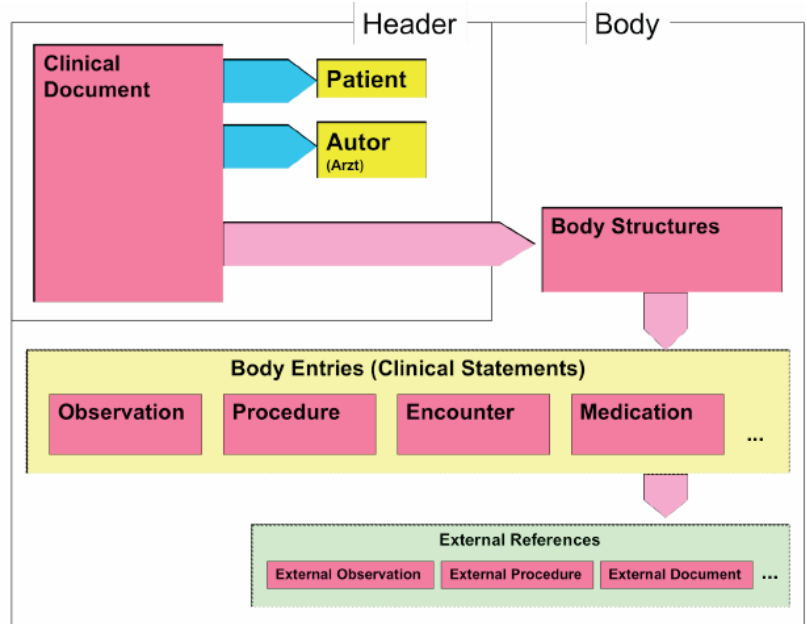 Header
Body
Clinical
Document
Patient
Autor
(Arzt)
Body Structures
Body Entries (Clinical Statements)
Observation
Procedure
Encounter
Medication
...
External References
External Observation
External Procedure
External Document
...